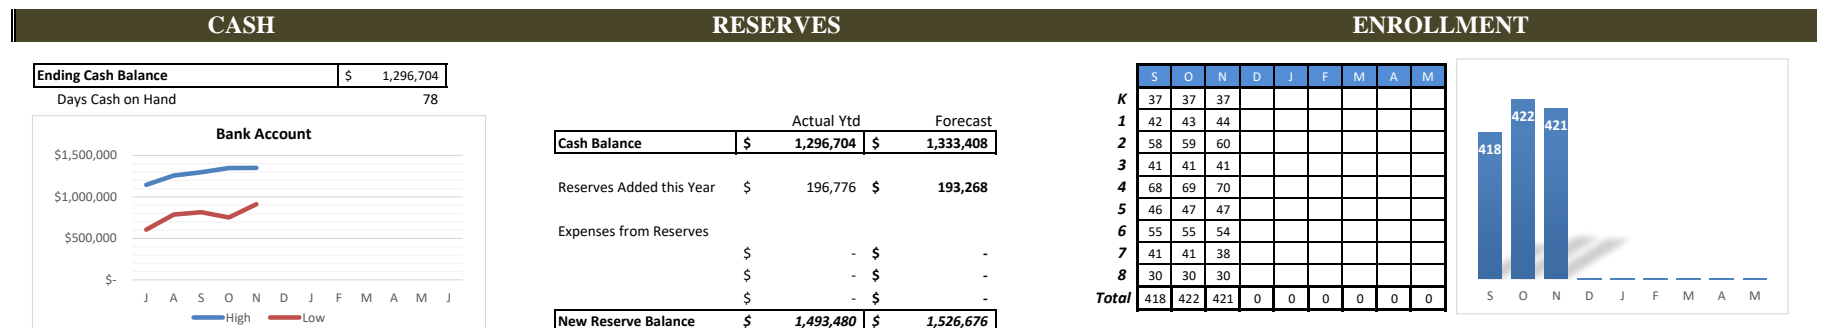 CASH RESERVES ENROLLMENT
Ending Cash Balance $ 1,296,704
Days Cash on Hand 78
Bank Account
$1,500,000
$1,000,000
$500,000
$-
J A S O N D J F M A M J
High Low
Actual Ytd Forecast
Cash Balance $ 1,296,704 $ 1,333,408
Reserves Added this Year $ 196,776 $ 193,268
Expenses from Reserves
$ - $ -
$ - $ -
$ - $ -
New Reserve Balance $ 1,493,480 $ 1,526,676
S O N D J F M A M
K 37 37 37
1 42 43 44
2 58 59 60
3 41 41 41
4 68 69 70
5 46 47 47
6 55 55 54
7 41 41 38
8 30 30 30
Total 418 422 421 0 0 0 0 0 0
418 422 421
S O N D J F M A M